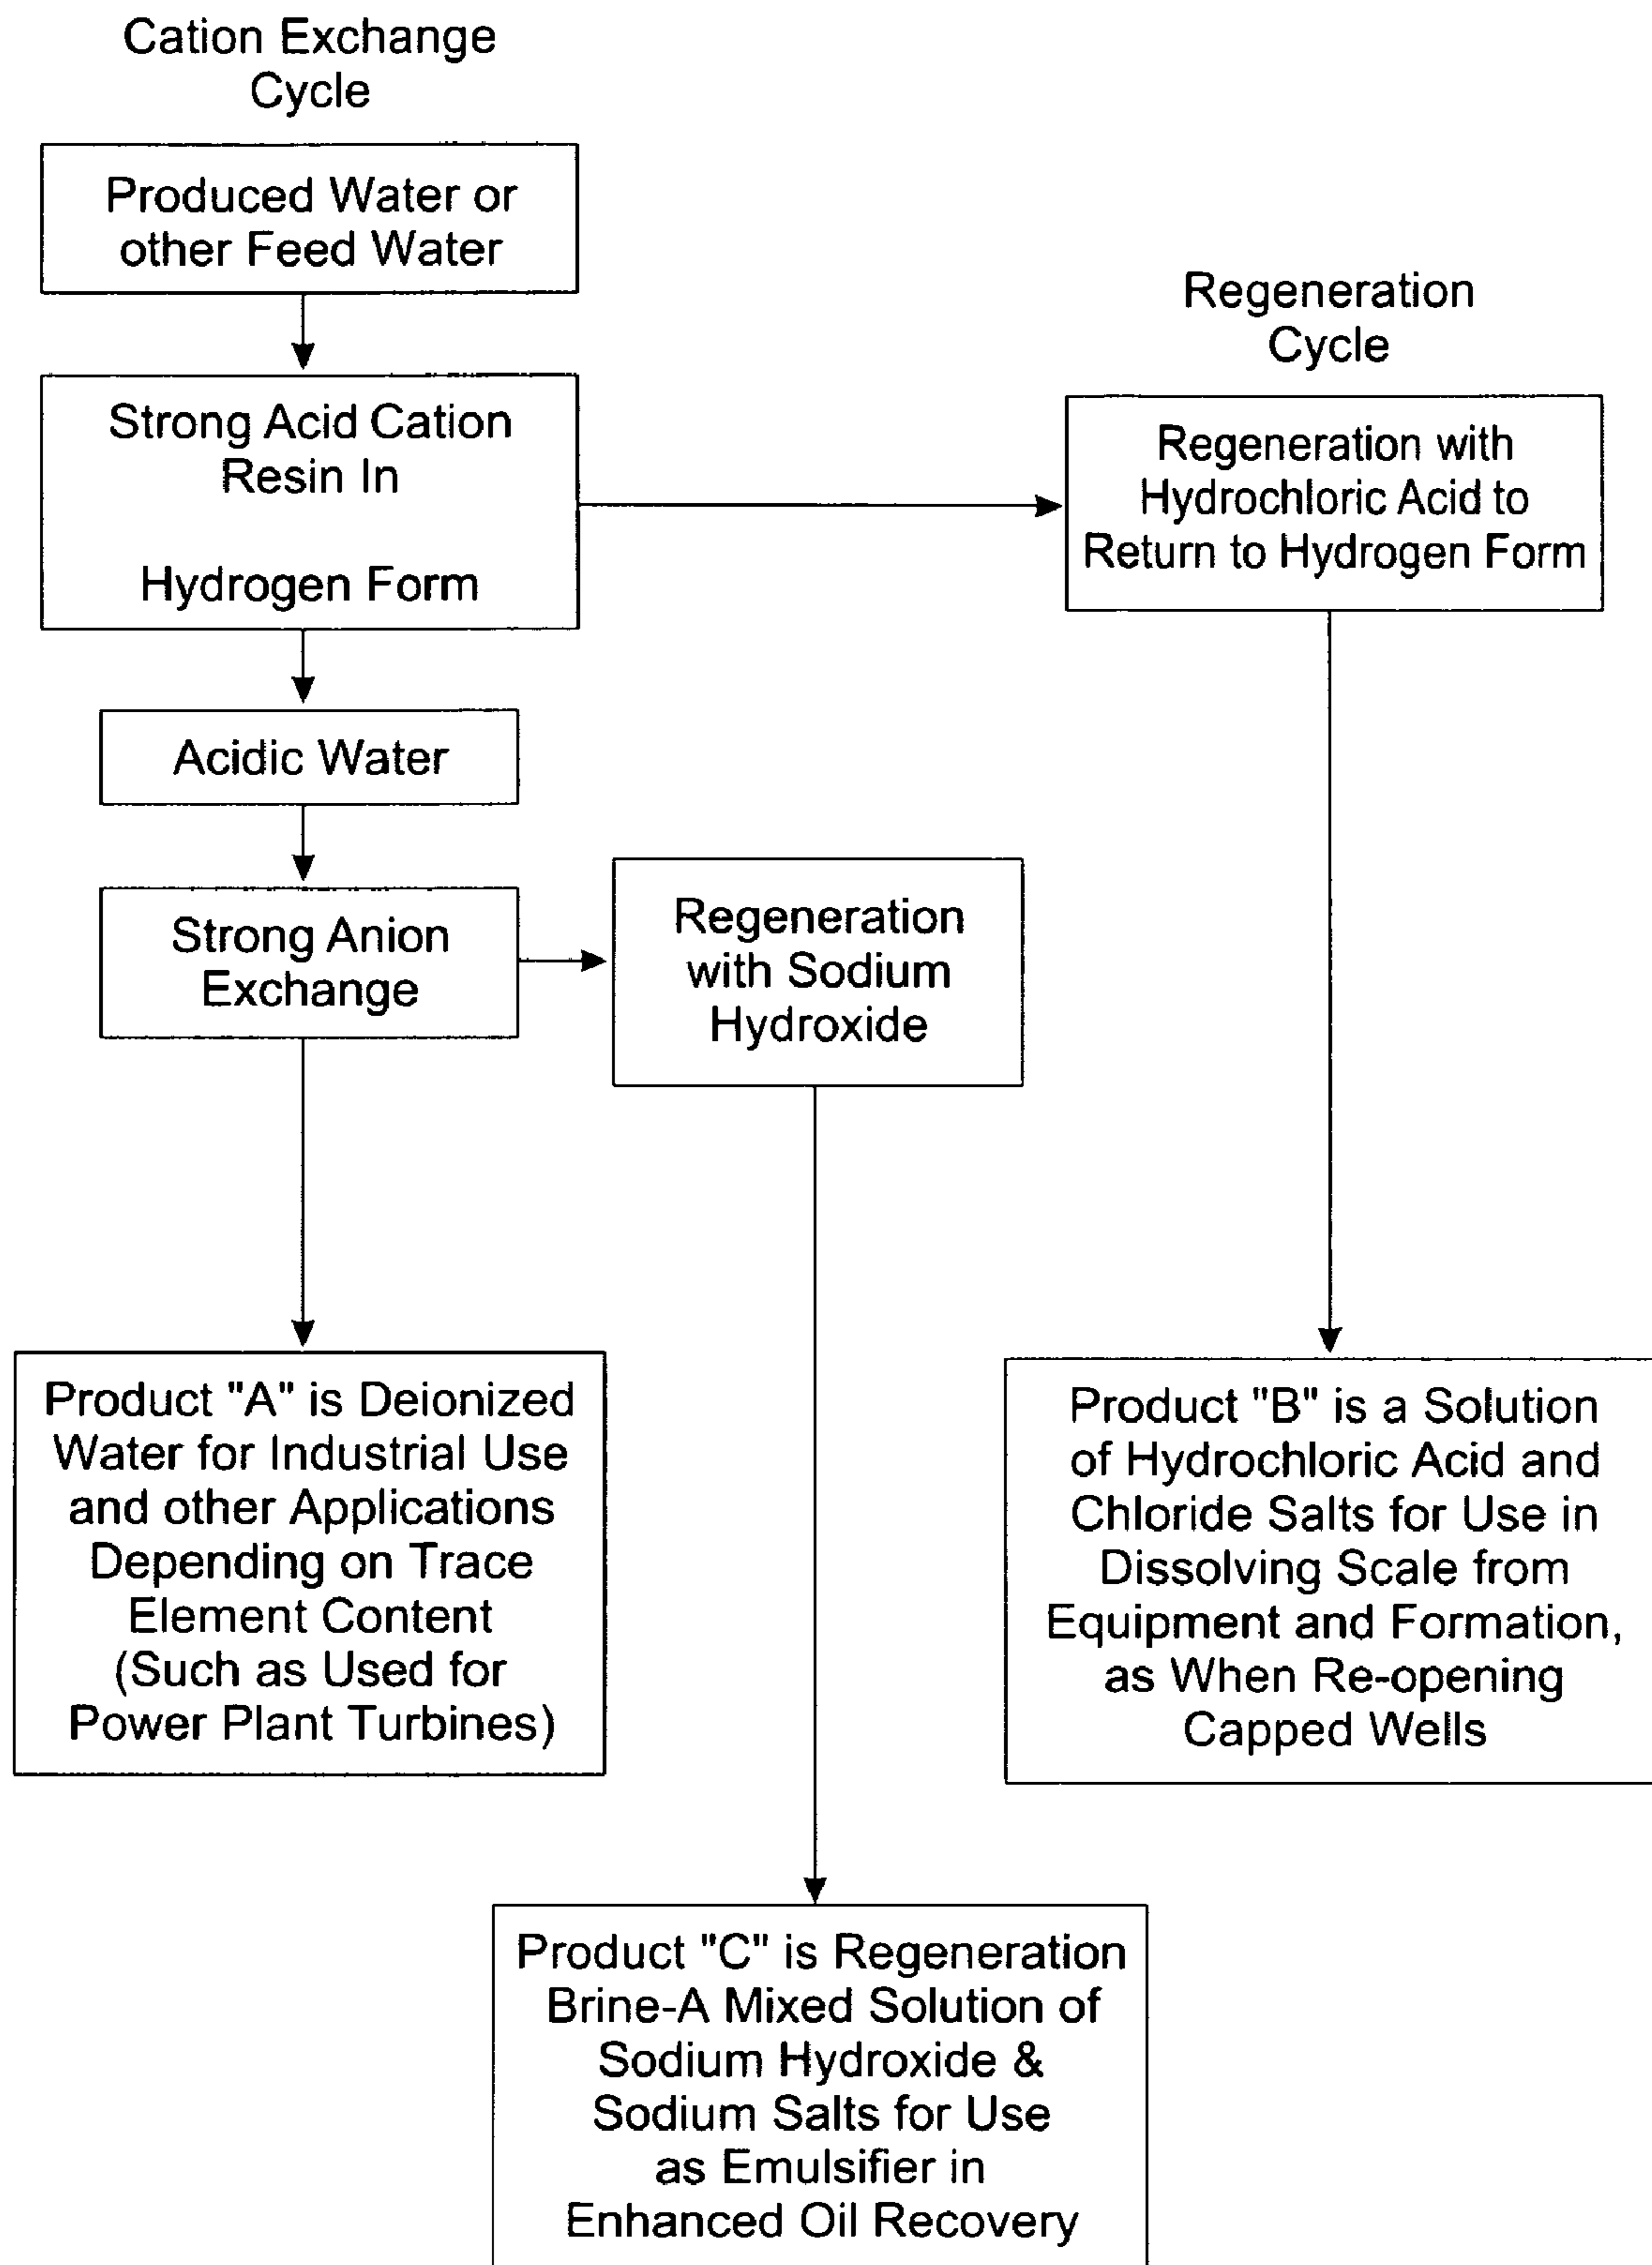 Cation Exchange
Cycle
Produced Water or
other Feed Water
Regeneration
Cycle
Strong Acid Cation
Resin In
Hydrogen Form
Regeneration with
Hydrochloric Acid to
Return to Hydrogen Form
Acidic Water
Strong Anion
Exchange
Regeneration
with Sodium
Hydroxide
Product "A" is Deionized
Water for Industrial Use
and other Applications
Depending on Trace
Element Content
(Such as Used for
Power Plant Turbines)
Product "B" is a Solution
of Hydrochloric Acid and
Chloride Salts for Use in
Dissolving Scale from
Equipment and Formation,
as When Re-opening
Capped Wells
Product "C" is Regeneration
Brine-A Mixed Solution of
Sodium Hydroxide &
Sodium Salts for Use
as Emulsifier in
Enhanced Oil Recovery